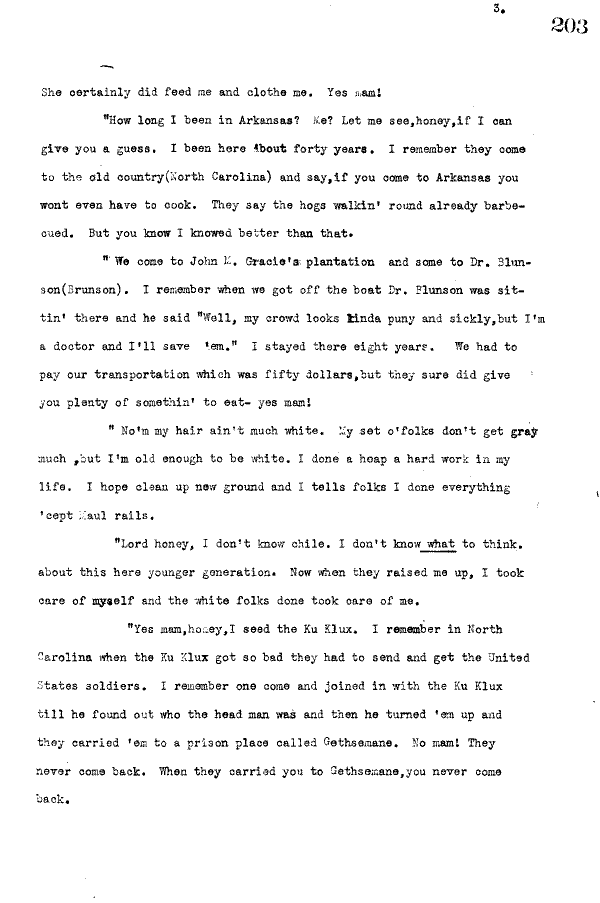 3.
203
She certainly did feed me and clothe me.  Yes mam!
"How long I been in Arkansas?  Me? Let me see,honey,if I can
give you a guess.  I been here about forty years.  I remember they come
to the old country(North Carolina) and say,if you come to Arkansas you
wont even have to cook.  They say the hogs walkin' round already barbe-
cued.  But you know I knowed better than that.
" We come to John M. Gracie's plantation  and some to Dr. Blun-
son(Brunson).  I remember when we got off the boat Dr. Blunson was sit-
tin' there and he said "Well, my crowd looks kinda puny and sickly,but I'm
a doctor and I'll save  'em."  I stayed there eight years.  We had to
pay our transportation which was fifty dollars,but they sure did give
you plenty of somethin' to eat- yes mam!
" No'm my hair ain't much white.  My set o'folks don't get gray
much ,but I'm old enough to be white. I done a heap a hard work in my
life.  I hope clean up new ground and I tells folks I done everything
'cept maul rails.
"Lord honey, I don't know chile. I don't know what to think.
about this here younger generation.  Now when they raised me up, I took
care of myself and the white folks done took care of me.
"Yes mam,honey,I seed the Ku Klux.  I remember in North
Carolina when the Ku Klux got so bad they had to send and get the United
States soldiers.  I remember one come and joined in with the Ku Klux
till he found out who the head man was and then he turned 'em up and
they carried 'em to a prison place called Gethsemane.  No mam! They
never come back.  When they carried you to Gethsemane,you never come
back.